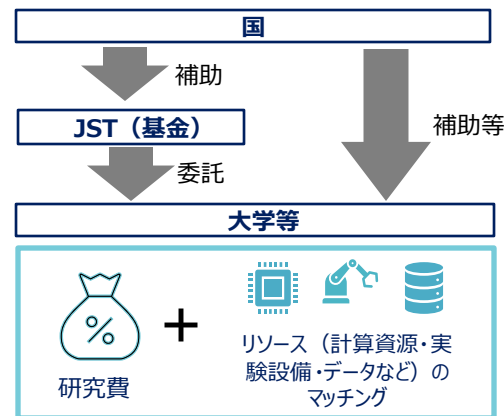 国
補助
JST（基金）
補助等
委託
大学等
研究費
リソース（計算資源・実
験設備・データなど）の
マッチング